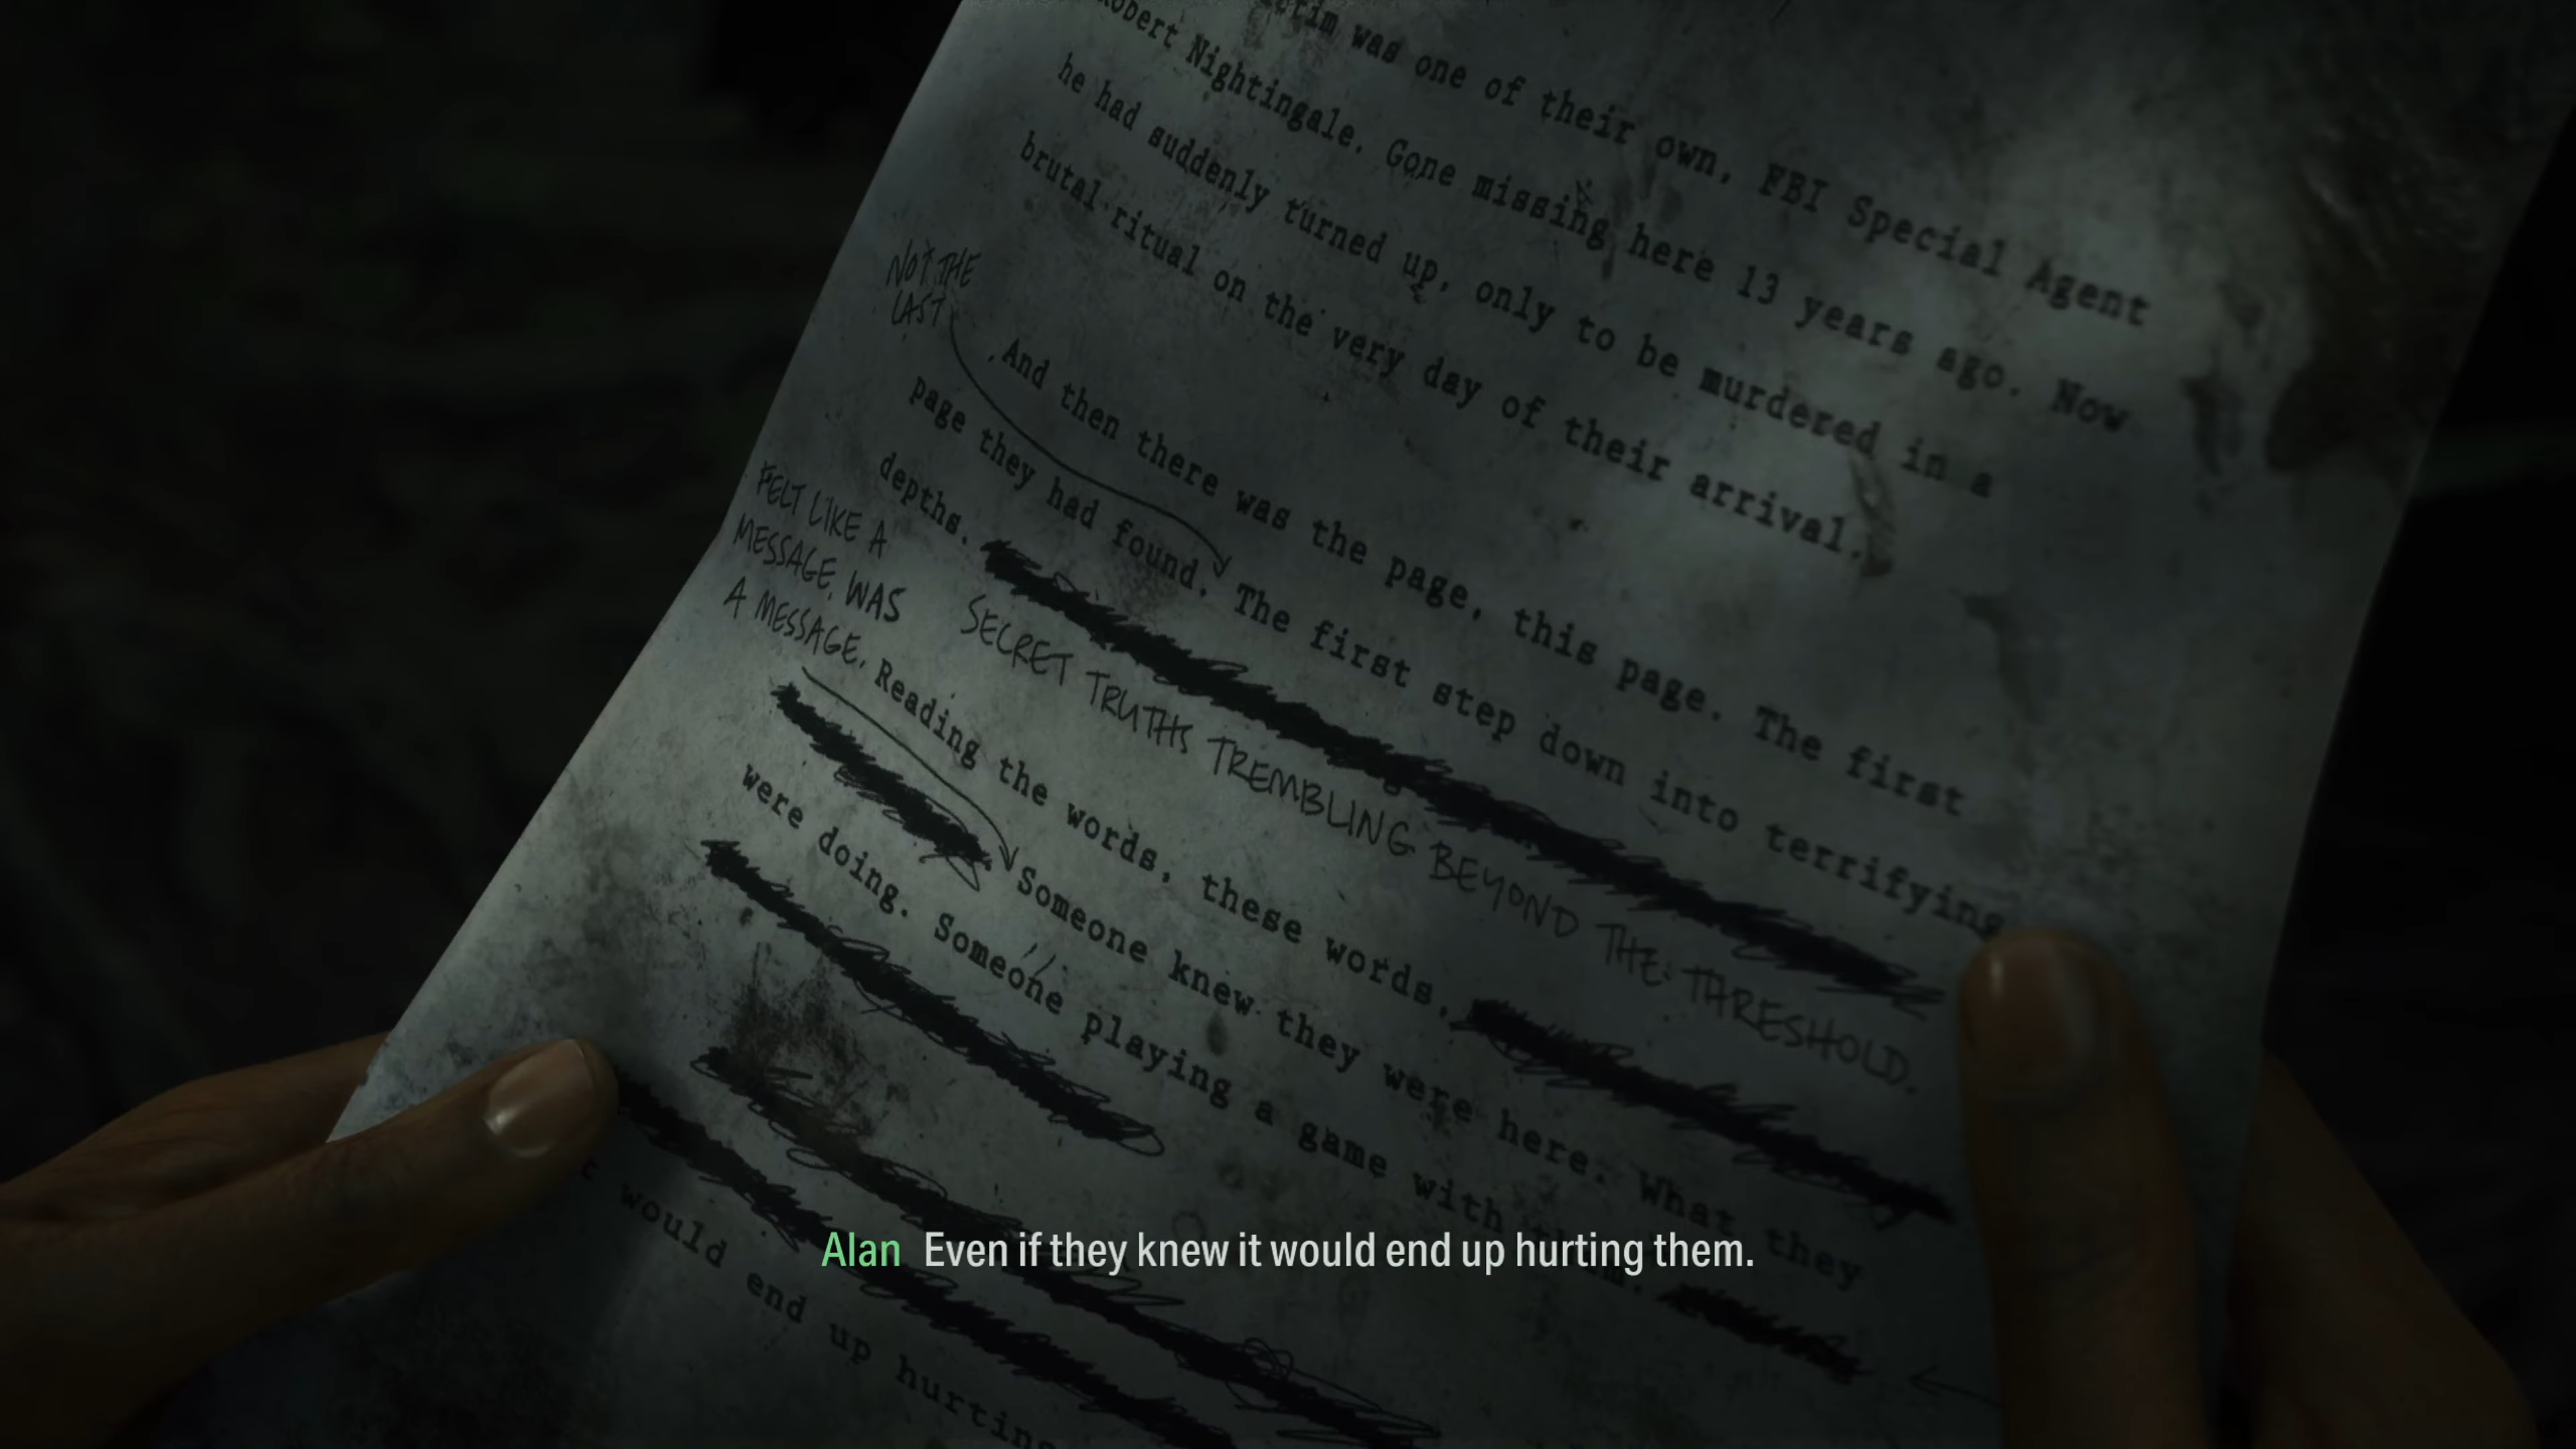 victim was one of their own, FBI Special Agent
Robert Nightingale. Gone missing here 13 years ago. Now
he had suddenly turned up, only to be murdered in a
brutal ritual on the very day of their arrival.
NOT THE
LAST
And then there was the page, this page. The first
page they had found. The first step down into terrifying
depths.
SECRET TRUTHS TREMBLING BEYOND THE THRESHOLD.
FELT LIKE A
MESSAGE, WAS
A MESSAGE.
Reading the words, these words,
Someone knew they were here. What they
were doing. Someone playing a game with them.
would end up hurting
Alan Even if they knew it would end up hurting them.